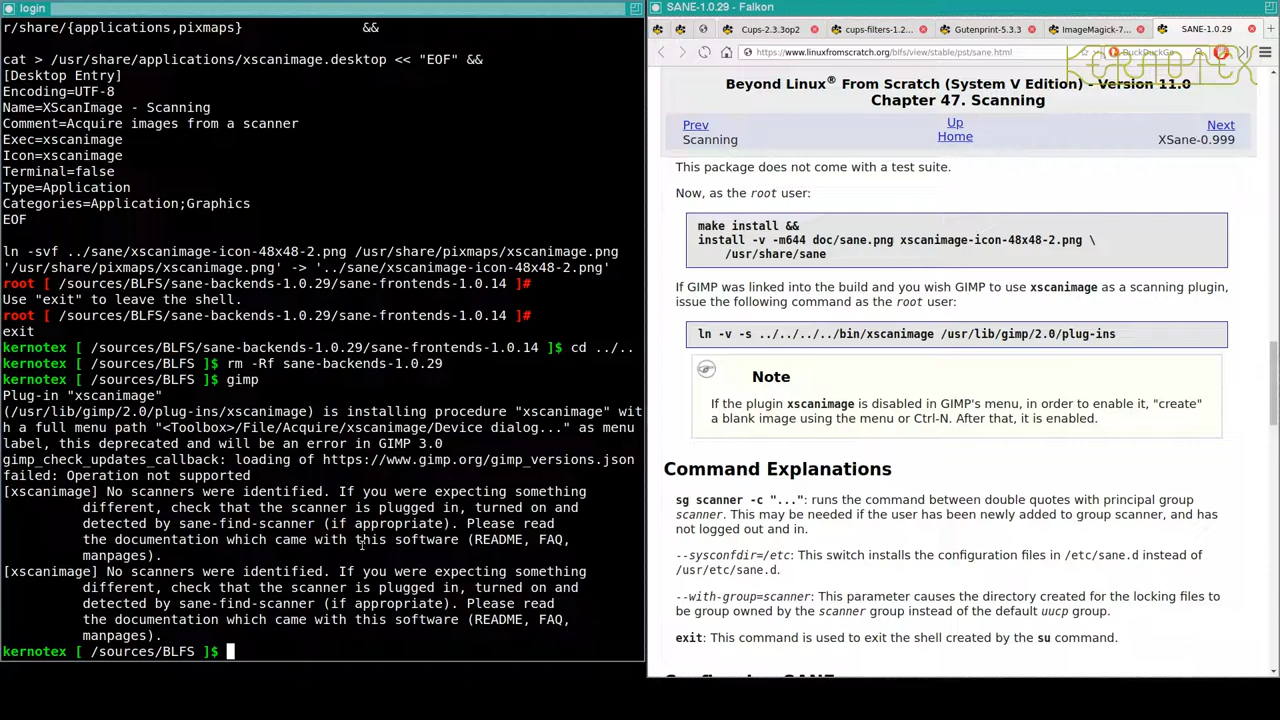 login
r/share/{applications,pixmaps}               &&
cat > /usr/share/applications/xscanimage.desktop << "EOF" &&
[Desktop Entry]
Encoding=UTF-8
Name=XScanImage - Scanning
Comment=Acquire images from a scanner
Exec=xscanimage
Icon=xscanimage
Terminal=false
Type=Application
Categories=Application;Graphics
EOF
ln -svf ../sane/xscanimage-icon-48x48-2.png /usr/share/pixmaps/xscanimage.png
'/usr/share/pixmaps/xscanimage.png' -> '../sane/xscanimage-icon-48x48-2.png'
root [ /sources/BLFS/sane-backends-1.0.29/sane-frontends-1.0.14 ]#
Use "exit" to leave the shell.
root [ /sources/BLFS/sane-backends-1.0.29/sane-frontends-1.0.14 ]#
exit
kernotex [ /sources/BLFS/sane-backends-1.0.29/sane-frontends-1.0.14 ]$ cd ../..
kernotex [ /sources/BLFS ]$ rm -Rf sane-backends-1.0.29
kernotex [ /sources/BLFS ]$ gimp
Plug-in "xscanimage"
(/usr/lib/gimp/2.0/plug-ins/xscanimage) is installing procedure "xscanimage" wit
h a full menu path "<Toolbox>/File/Acquire/xscanimage/Device dialog..." as menu
label, this deprecated and will be an error in GIMP 3.0
gimp_check_updates_callback: loading of https://www.gimp.org/gimp_versions.json
failed: Operation not supported
[xscanimage] No scanners were identified. If you were expecting something
different, check that the scanner is plugged in, turned on and
detected by sane-find-scanner (if appropriate). Please read
the documentation which came with this software (README, FAQ,
manpages).
[xscanimage] No scanners were identified. If you were expecting something
different, check that the scanner is plugged in, turned on and
detected by sane-find-scanner (if appropriate). Please read
the documentation which came with this software (README, FAQ,
manpages).
kernotex [ /sources/BLFS ]$
SANE-1.0.29 - Falkon
Cups-2.3.3op2
cups-filters-1.2...
Gutenprint-5.3.3
ImageMagick-7...
SANE-1.0.29
https://www.linuxfromscratch.org/blfs/view/stable/pst/sane.html
DuckDuckGo
KERNOTEX
Beyond Linux® From Scratch (System V Edition) - Version 11.0
Chapter 47. Scanning
Prev
Up
Next
Scanning
Home
XSane-0.999
This package does not come with a test suite.
Now, as the root user:
make install &&
install -v -m644 doc/sane.png xscanimage-icon-48x48-2.png \
/usr/share/sane
If GIMP was linked into the build and you wish GIMP to use xscanimage as a scanning plugin,
issue the following command as the root user:
ln -v -s ../../../../bin/xscanimage /usr/lib/gimp/2.0/plug-ins
Note
If the plugin xscanimage is disabled in GIMP's menu, in order to enable it, "create"
a blank image using the menu or Ctrl-N. After that, it is enabled.
Command Explanations
sg scanner -c "...": runs the command between double quotes with principal group
scanner. This may be needed if the user has been newly added to group scanner, and has
not logged out and in.
--sysconfdir=/etc: This switch installs the configuration files in /etc/sane.d instead of
/usr/etc/sane.d.
--with-group=scanner: This parameter causes the directory created for the locking files to
be group owned by the scanner group instead of the default uucp group.
exit: This command is used to exit the shell created by the su command.